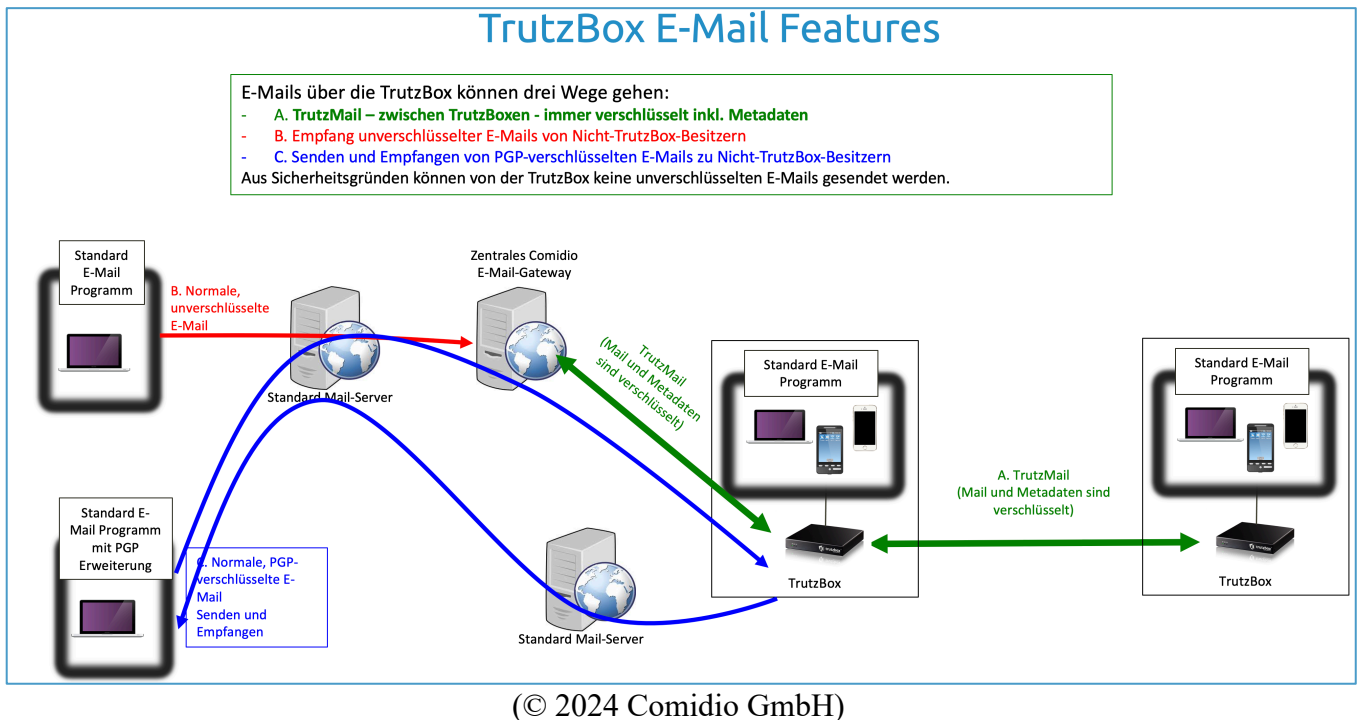 TrutzBox E-Mail Features
E-Mails über die TrutzBox können drei Wege gehen:
- A. TrutzMail – zwischen TrutzBoxen - immer verschlüsselt inkl. Metadaten
- B. Empfang unverschlüsselter E-Mails von Nicht-TrutzBox-Besitzern
- C. Senden und Empfangen von PGP-verschlüsselten E-Mails zu Nicht-TrutzBox-Besitzern
Aus Sicherheitsgründen können von der TrutzBox keine unverschlüsselten E-Mails gesendet werden.
Standard
E-Mail
Programm
B. Normale,
unverschlüsselte
E-Mail
Standard Mail-Server
Zentrales Comidio
E-Mail-Gateway
TrutzMail
(Mail und Metadaten
sind verschlüsselt)
Standard E-Mail
Programm
TrutzBox
A. TrutzMail
(Mail und Metadaten sind
verschlüsselt)
Standard E-Mail
Programm
TrutzBox
Standard E-
Mail Programm
mit PGP
Erweiterung
C. Normale, PGP-
verschlüsselte E-
Mail
Senden und
Empfangen
Standard Mail-Server
(© 2024 Comidio GmbH)